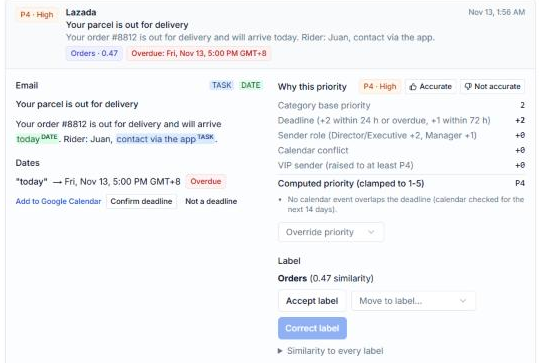 P4 · High
Lazada
Nov 13, 1:56 AM
Your parcel is out for delivery
Your order #8812 is out for delivery and will arrive today. Rider: Juan, contact via the app.
Orders · 0.47
Overdue: Fri, Nov 13, 5:00 PM GMT+8
Email
TASK DATE
Your parcel is out for delivery
Your order #8812 is out for delivery and will arrive
today DATE. Rider: Juan, contact via the app TASK.
Dates
"today" → Fri, Nov 13, 5:00 PM GMT+8 Overdue
Add to Google Calendar Confirm deadline Not a deadline
Why this priority P4 · High Accurate Not accurate
Category base priority 2
Deadline (+2 within 24 h or overdue, +1 within 72 h) +2
Sender role (Director/Executive +2, Manager +1) +0
Calendar conflict +0
VIP sender (raised to at least P4) +0
Computed priority (clamped to 1-5) P4
• No calendar event overlaps the deadline (calendar checked for the
next 14 days).
Override priority
Label
Orders (0.47 similarity)
Accept label Move to label...
Correct label
▶ Similarity to every label